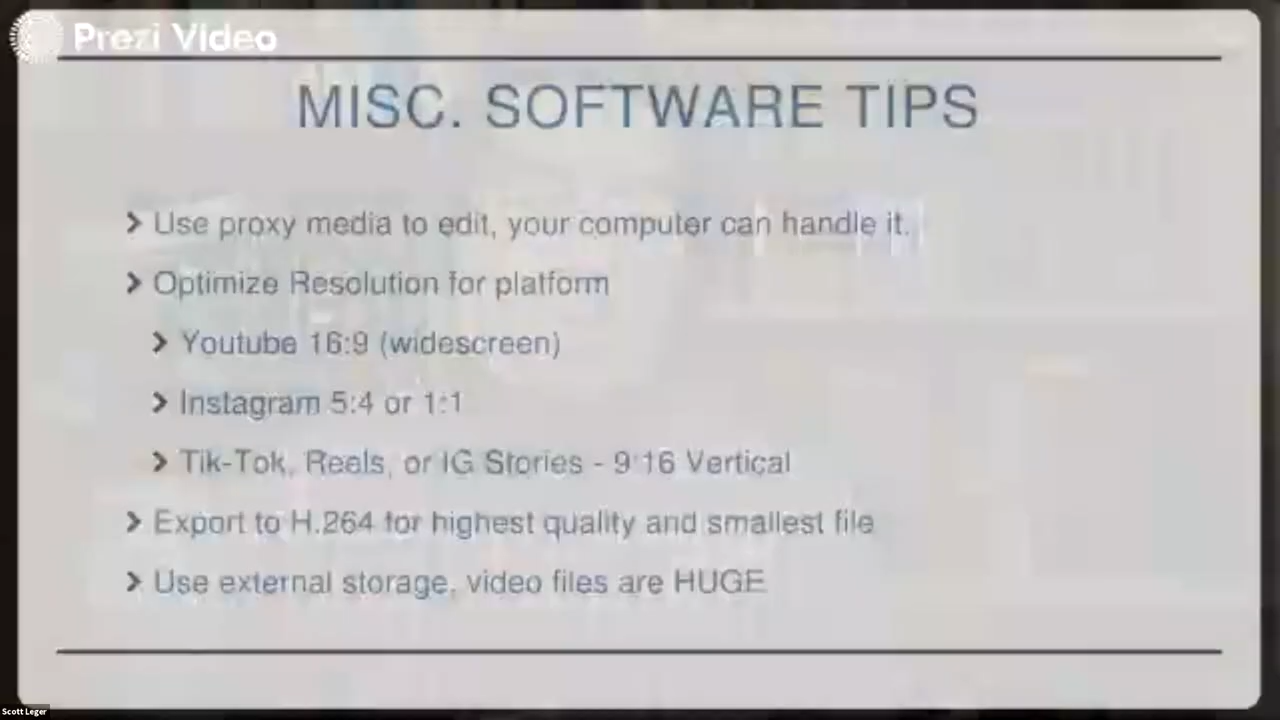 Prezi Video
MISC. SOFTWARE TIPS
Use proxy media to edit, your computer can handle it.
Optimize Resolution for platform
Youtube 16:9 (widescreen)
Instagram 5:4 or 1:1
Tik-Tok, Reels, or IG Stories - 9:16 Vertical
Export to H.264 for highest quality and smallest file
Use external storage, video files are HUGE
Scott Leger